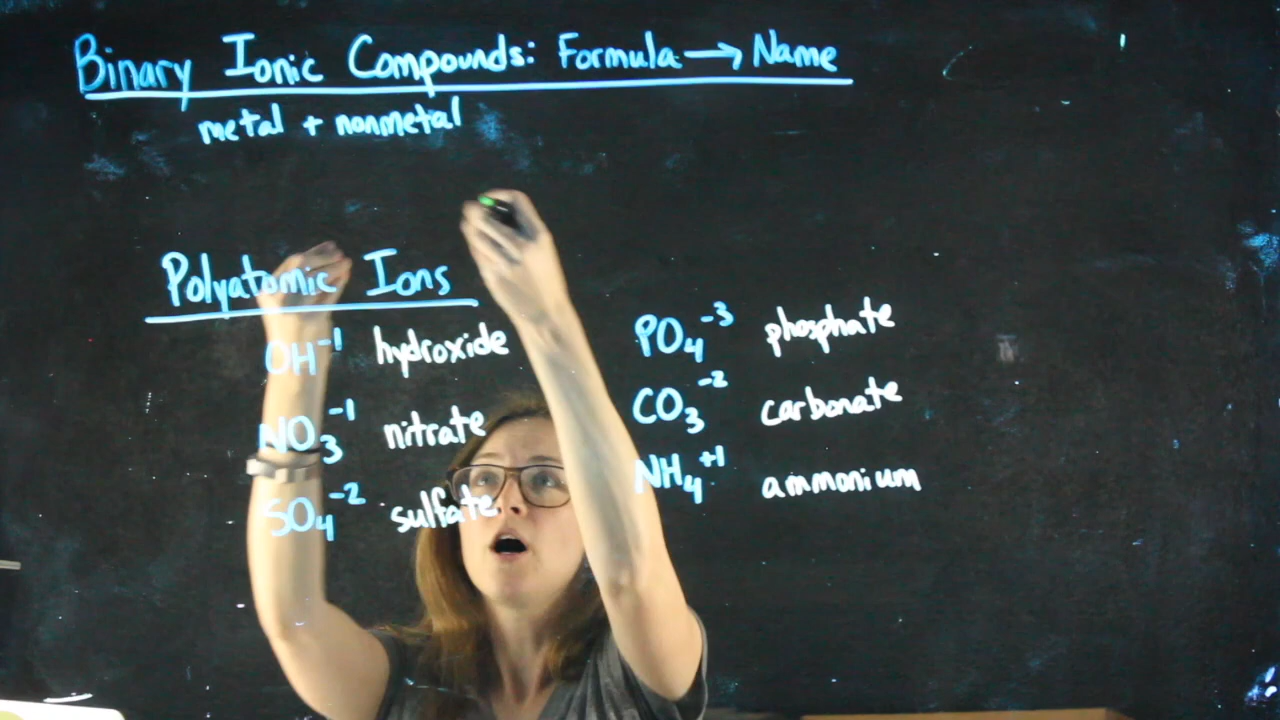 Binary Ionic Compounds: Formula → Name
metal + nonmetal
Polyatomic Ions
OH⁻¹ hydroxide
NO₃⁻¹ nitrate
SO₄⁻² sulfate
PO₄⁻³ phosphate
CO₃⁻² carbonate
NH₄⁺¹ ammonium